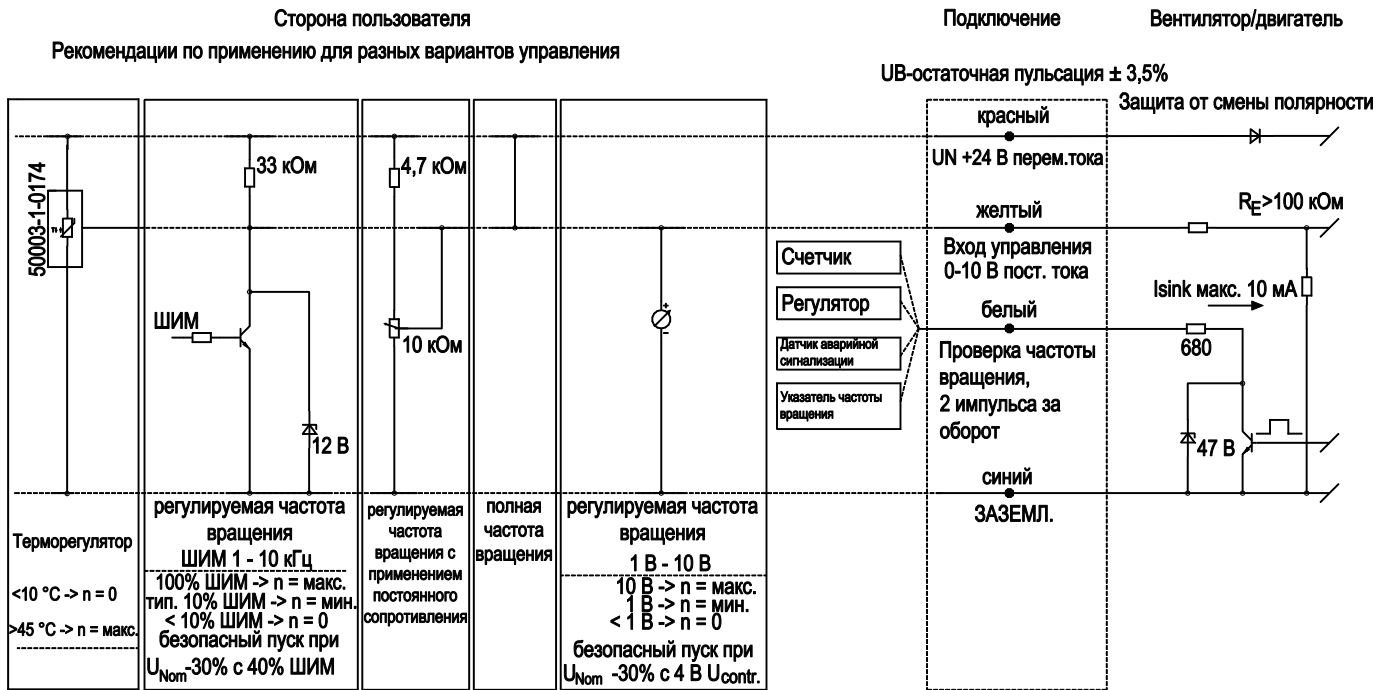 Сторона пользователя
Рекомендации по применению для разных вариантов управления
Подключение
Вентилятор/двигатель
UB-остаточная пульсация ± 3,5%
Защита от смены полярности
50003-1-0174
Терморегулятор
<10 °C -> n = 0
>45 °C -> n = макс.
33 кОм
ШИМ
12 В
регулируемая частота
вращения
ШИМ 1 - 10 кГц
100% ШИМ -> n = макс.
тип. 10% ШИМ -> n = мин.
< 10% ШИМ -> n = 0
безопасный пуск при
UNom-30% с 40% ШИМ
4,7 кОм
10 кОм
регулируемая
частота
вращения с
применением
постоянного
сопротивления
полная
частота
вращения
+
-
регулируемая частота
вращения
1 В - 10 В
10 В -> n = макс.
1 В -> n = мин.
< 1 В -> n = 0
безопасный пуск при
UNom -30% с 4 В Ucontr.
Счетчик
Регулятор
Датчик аварийной
сигнализации
Указатель частоты
вращения
красный
UN +24 В перем.тока
желтый
Вход управления
0-10 В пост. тока
белый
Проверка частоты
вращения,
2 импульса за
оборот
синий
ЗАЗЕМЛ.
RE>100 кОм
Isink макс. 10 мА
680
47 В